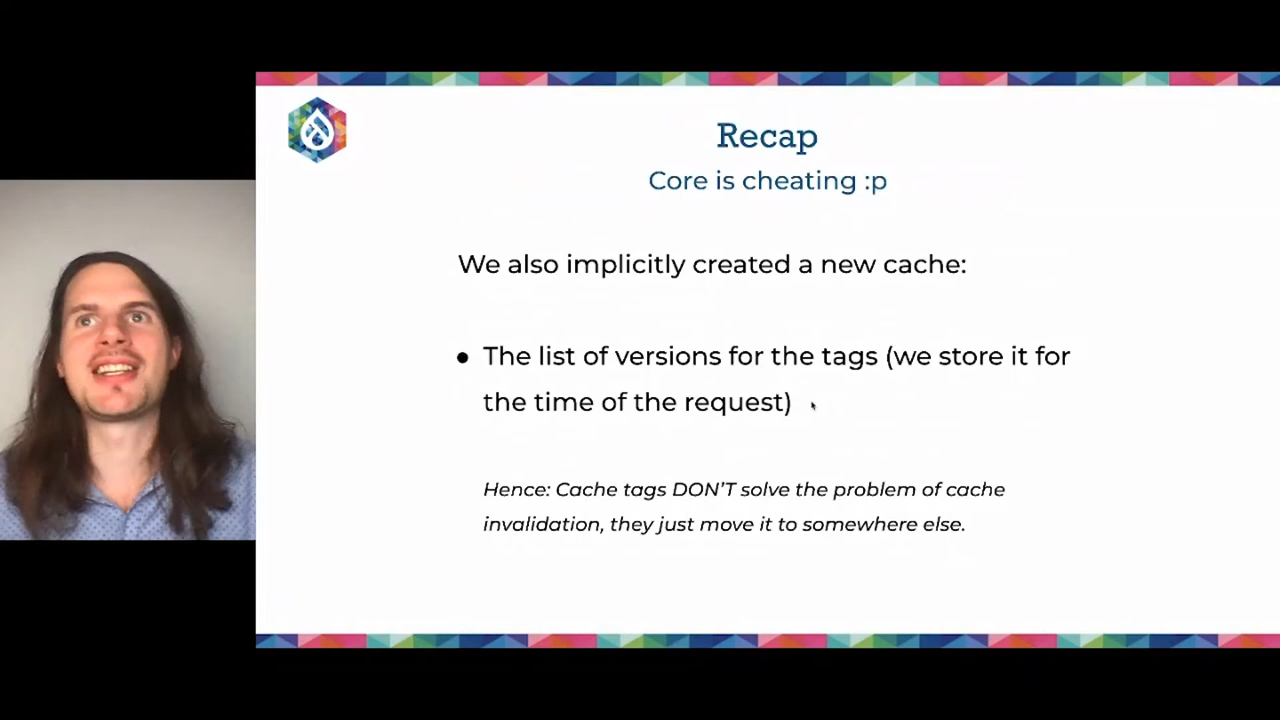 Recap
Core is cheating :p
We also implicitly created a new cache:
● The list of versions for the tags (we store it for
the time of the request)
Hence: Cache tags DON'T solve the problem of cache
invalidation, they just move it to somewhere else.